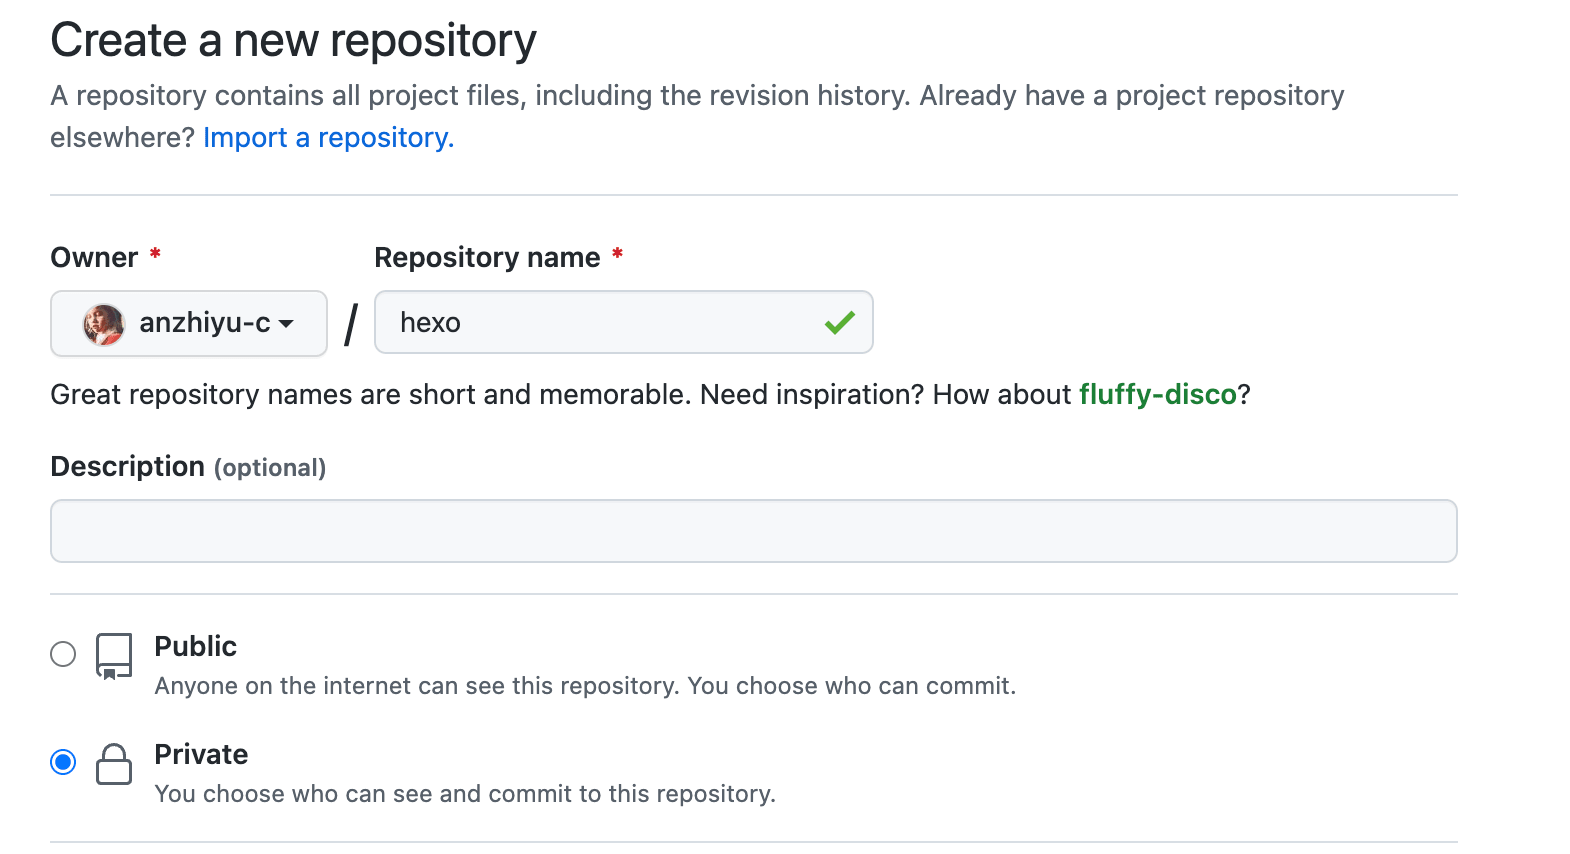 Create a new repository
A repository contains all project files, including the revision history. Already have a project repository
elsewhere? Import a repository.
Owner * Repository name *
anzhiyu-c / hexo
Great repository names are short and memorable. Need inspiration? How about fluffy-disco?
Description (optional)
Public
Anyone on the internet can see this repository. You choose who can commit.
Private
You choose who can see and commit to this repository.